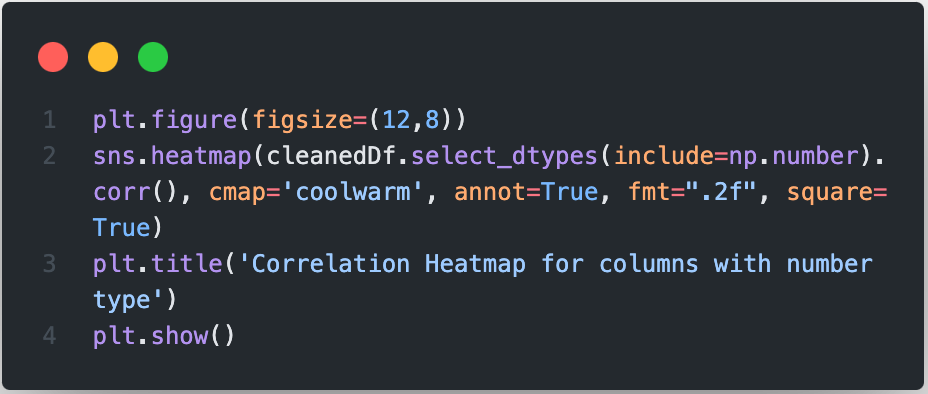 1 plt.figure(figsize=(12,8))
2 sns.heatmap(cleanedDf.select_dtypes(include=np.number).
corr(), cmap='coolwarm', annot=True, fmt=".2f", square=
True)
3 plt.title('Correlation Heatmap for columns with number
type')
4 plt.show()